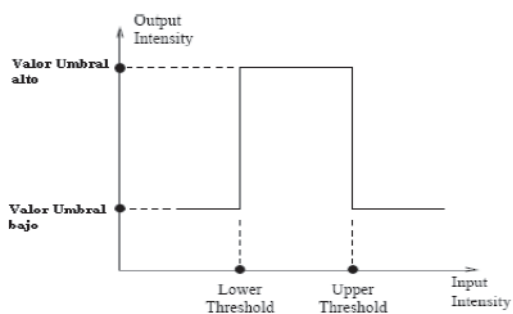 Output
Intensity
Valor Umbral
alto
Valor Umbral
bajo
Lower
Threshold
Upper
Threshold
Input
Intensity